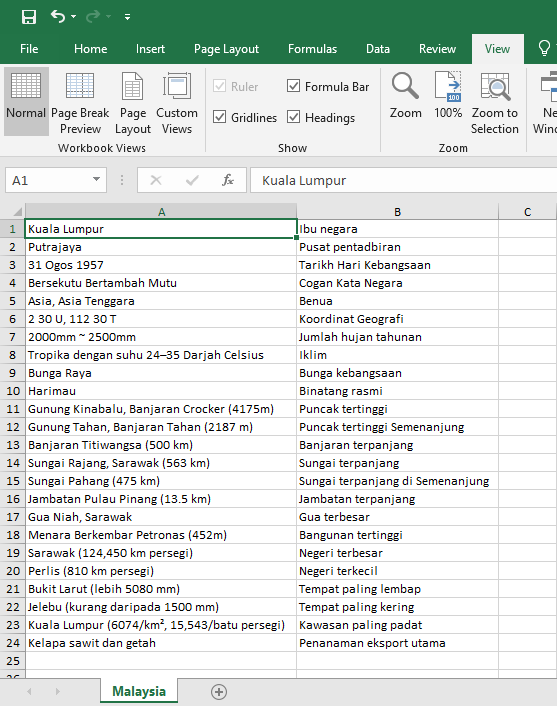 File Home Insert Page Layout Formulas Data Review View
Normal Page Break Preview Page Layout Custom Views
Workbook Views
Ruler Formula Bar
Gridlines Headings
Show
Zoom 100% Zoom to Selection
100
Zoom
A1 fx Kuala Lumpur
A B C
1 Kuala Lumpur Ibu negara
2 Putrajaya Pusat pentadbiran
3 31 Ogos 1957 Tarikh Hari Kebangsaan
4 Bersekutu Bertambah Mutu Cogan Kata Negara
5 Asia, Asia Tenggara Benua
6 2 30 U, 112 30 T Koordinat Geografi
7 2000mm ~ 2500mm Jumlah hujan tahunan
8 Tropika dengan suhu 24–35 Darjah Celsius Iklim
9 Bunga Raya Bunga kebangsaan
10 Harimau Binatang rasmi
11 Gunung Kinabalu, Banjaran Crocker (4175m) Puncak tertinggi
12 Gunung Tahan, Banjaran Tahan (2187 m) Puncak tertinggi Semenanjung
13 Banjaran Titiwangsa (500 km) Banjaran terpanjang
14 Sungai Rajang, Sarawak (563 km) Sungai terpanjang
15 Sungai Pahang (475 km) Sungai terpanjang di Semenanjung
16 Jambatan Pulau Pinang (13.5 km) Jambatan terpanjang
17 Gua Niah, Sarawak Gua terbesar
18 Menara Berkembar Petronas (452m) Bangunan tertinggi
19 Sarawak (124,450 km persegi) Negeri terbesar
20 Perlis (810 km persegi) Negeri terkecil
21 Bukit Larut (lebih 5080 mm) Tempat paling lembap
22 Jelebu (kurang daripada 1500 mm) Tempat paling kering
23 Kuala Lumpur (6074/km², 15,543/batu persegi) Kawasan paling padat
24 Kelapa sawit dan getah Penanaman eksport utama
25
Malaysia